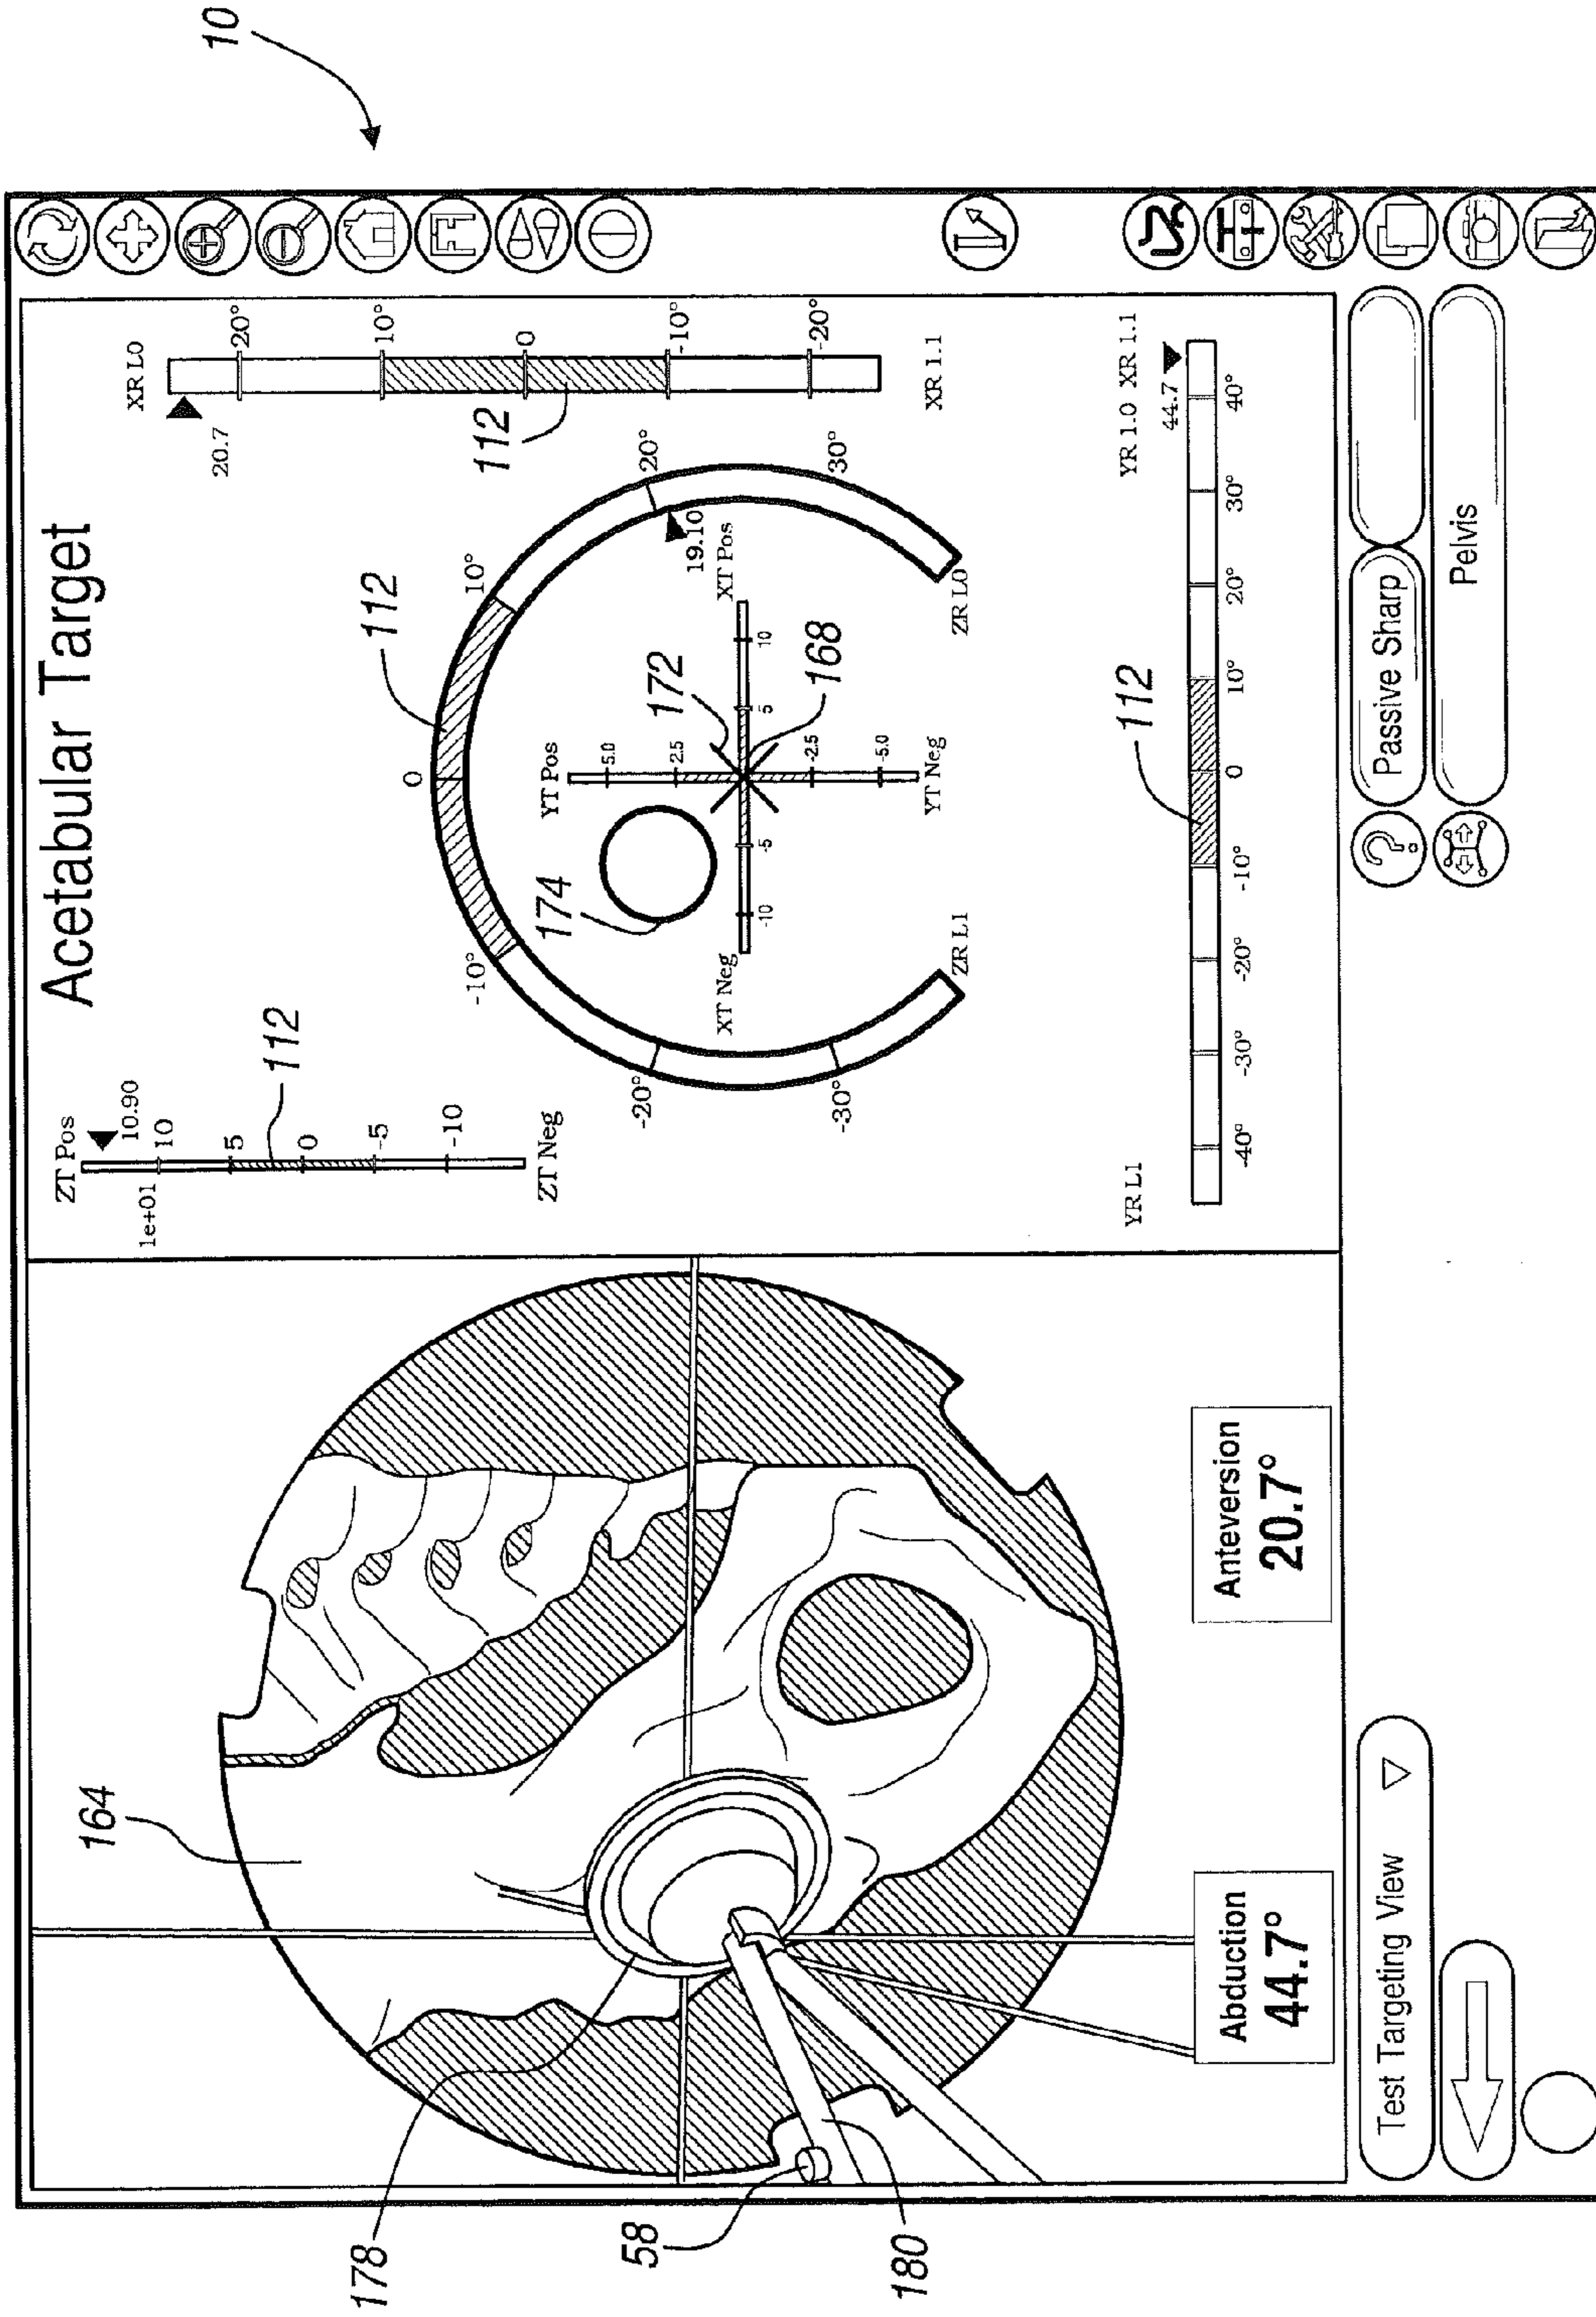 10
Acetabular Target
164
ZT Pos
10.90
1e+01
10
5
0
-5
-10
ZT Neg
112
XR L0
20.7
20°
10°
0
-10°
-20°
XR 1.1
112
0
-10°
10°
-20°
20°
-30°
30°
112
19.10
ZR L1
ZR L0
174
YT Pos
5.0
2.5
-2.5
-5.0
YT Neg
XT Neg
-10
-5
5
10
XT Pos
172
168
YR L1
YR 1.0 XR 1.1
44.7
-40°
-30°
-20°
-10°
0
10°
20°
30°
40°
112
178
58
180
Abduction
44.7°
Anteversion
20.7°
Test Targeting View
?
Passive Sharp
Pelvis